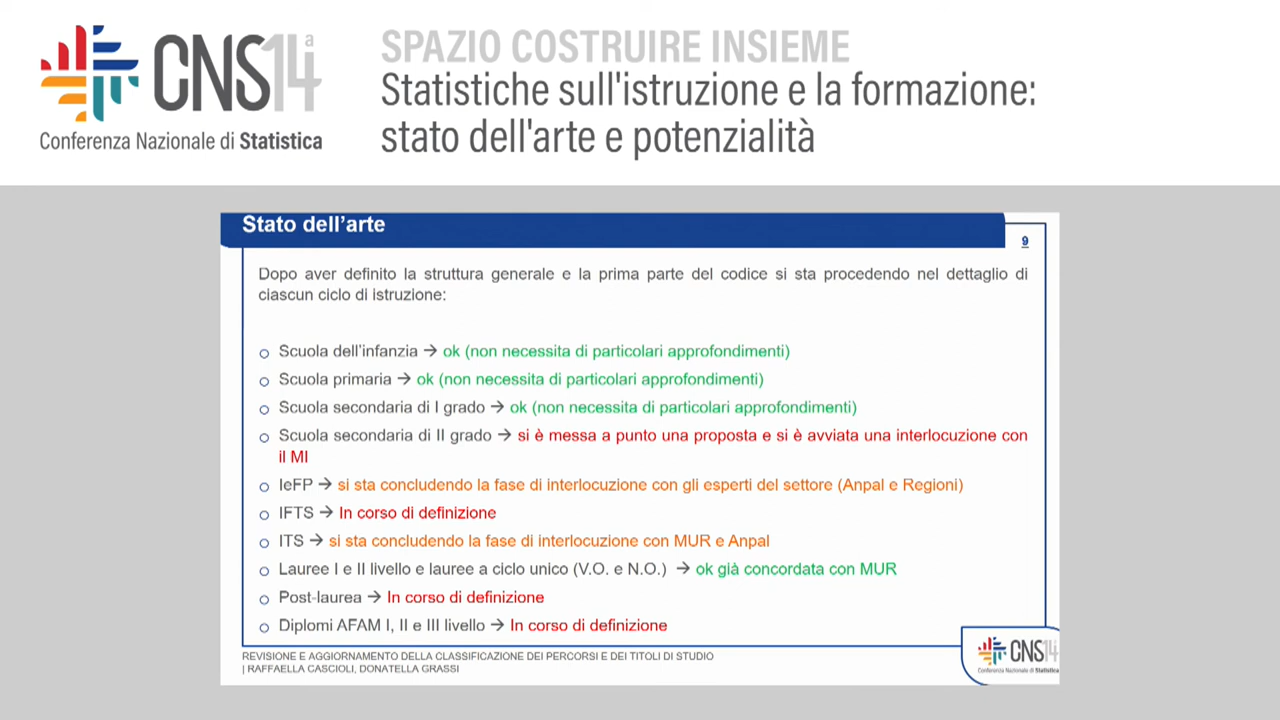 CNS14a
Conferenza Nazionale di Statistica
SPAZIO COSTRUIRE INSIEME
Statistiche sull'istruzione e la formazione:
stato dell'arte e potenzialità
Stato dell'arte
9
Dopo aver definito la struttura generale e la prima parte del codice si sta procedendo nel dettaglio di
ciascun ciclo di istruzione:
Scuola dell'infanzia → ok (non necessita di particolari approfondimenti)
Scuola primaria → ok (non necessita di particolari approfondimenti)
Scuola secondaria di I grado → ok (non necessita di particolari approfondimenti)
Scuola secondaria di II grado → si è messa a punto una proposta e si è avviata una interlocuzione con
il MI
IeFP → si sta concludendo la fase di interlocuzione con gli esperti del settore (Anpal e Regioni)
IFTS → In corso di definizione
ITS → si sta concludendo la fase di interlocuzione con MUR e Anpal
Lauree I e II livello e lauree a ciclo unico (V.O. e N.O.) → ok già concordata con MUR
Post-laurea → In corso di definizione
Diplomi AFAM I, II e III livello → In corso di definizione
REVISIONE E AGGIORNAMENTO DELLA CLASSIFICAZIONE DEI PERCORSI E DEI TITOLI DI STUDIO
| RAFFAELLA CASCIOLI, DONATELLA GRASSI
CNS14
Conferenza Nazionale di Statistica